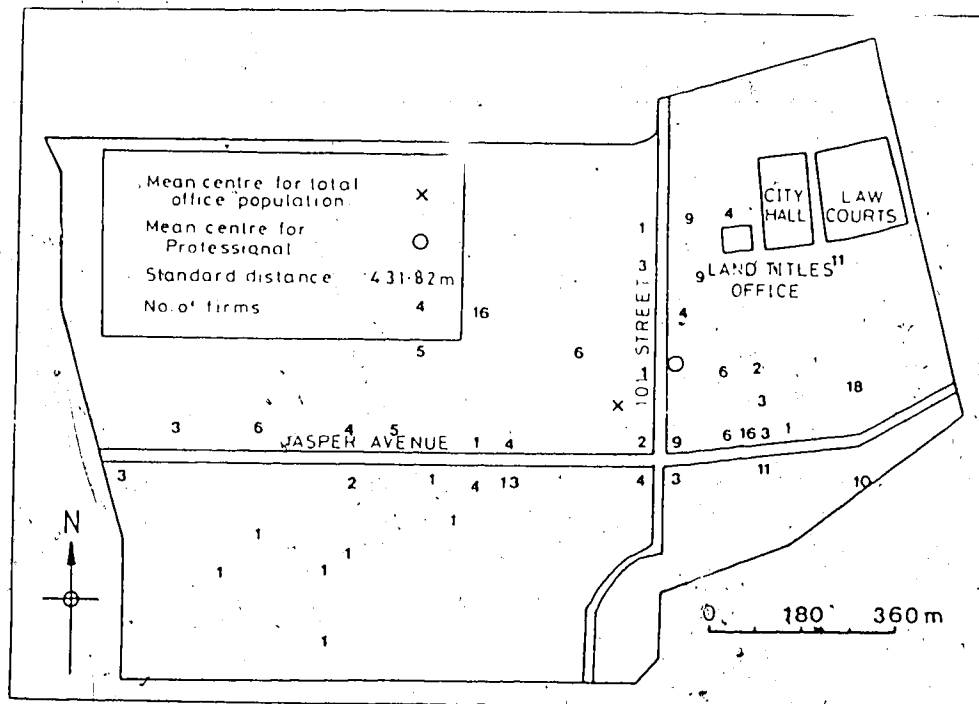 Mean centre for total
office population ×
Mean centre for
Professional ○
Standard distance 431·82m
No. of firms 4
CITY
HALL
LAW
COURTS
LAND TITLES
OFFICE
101 STREET
JASPER AVENUE
9 4
1
3 9 11
16 4
5 6
1 6 2
18
3
3 6 4 5 1 4 2 9 6 16 3 1
3 2 1 4 13 4 3 11 10
1
1
1
1 1
1
N
0 180 360 m